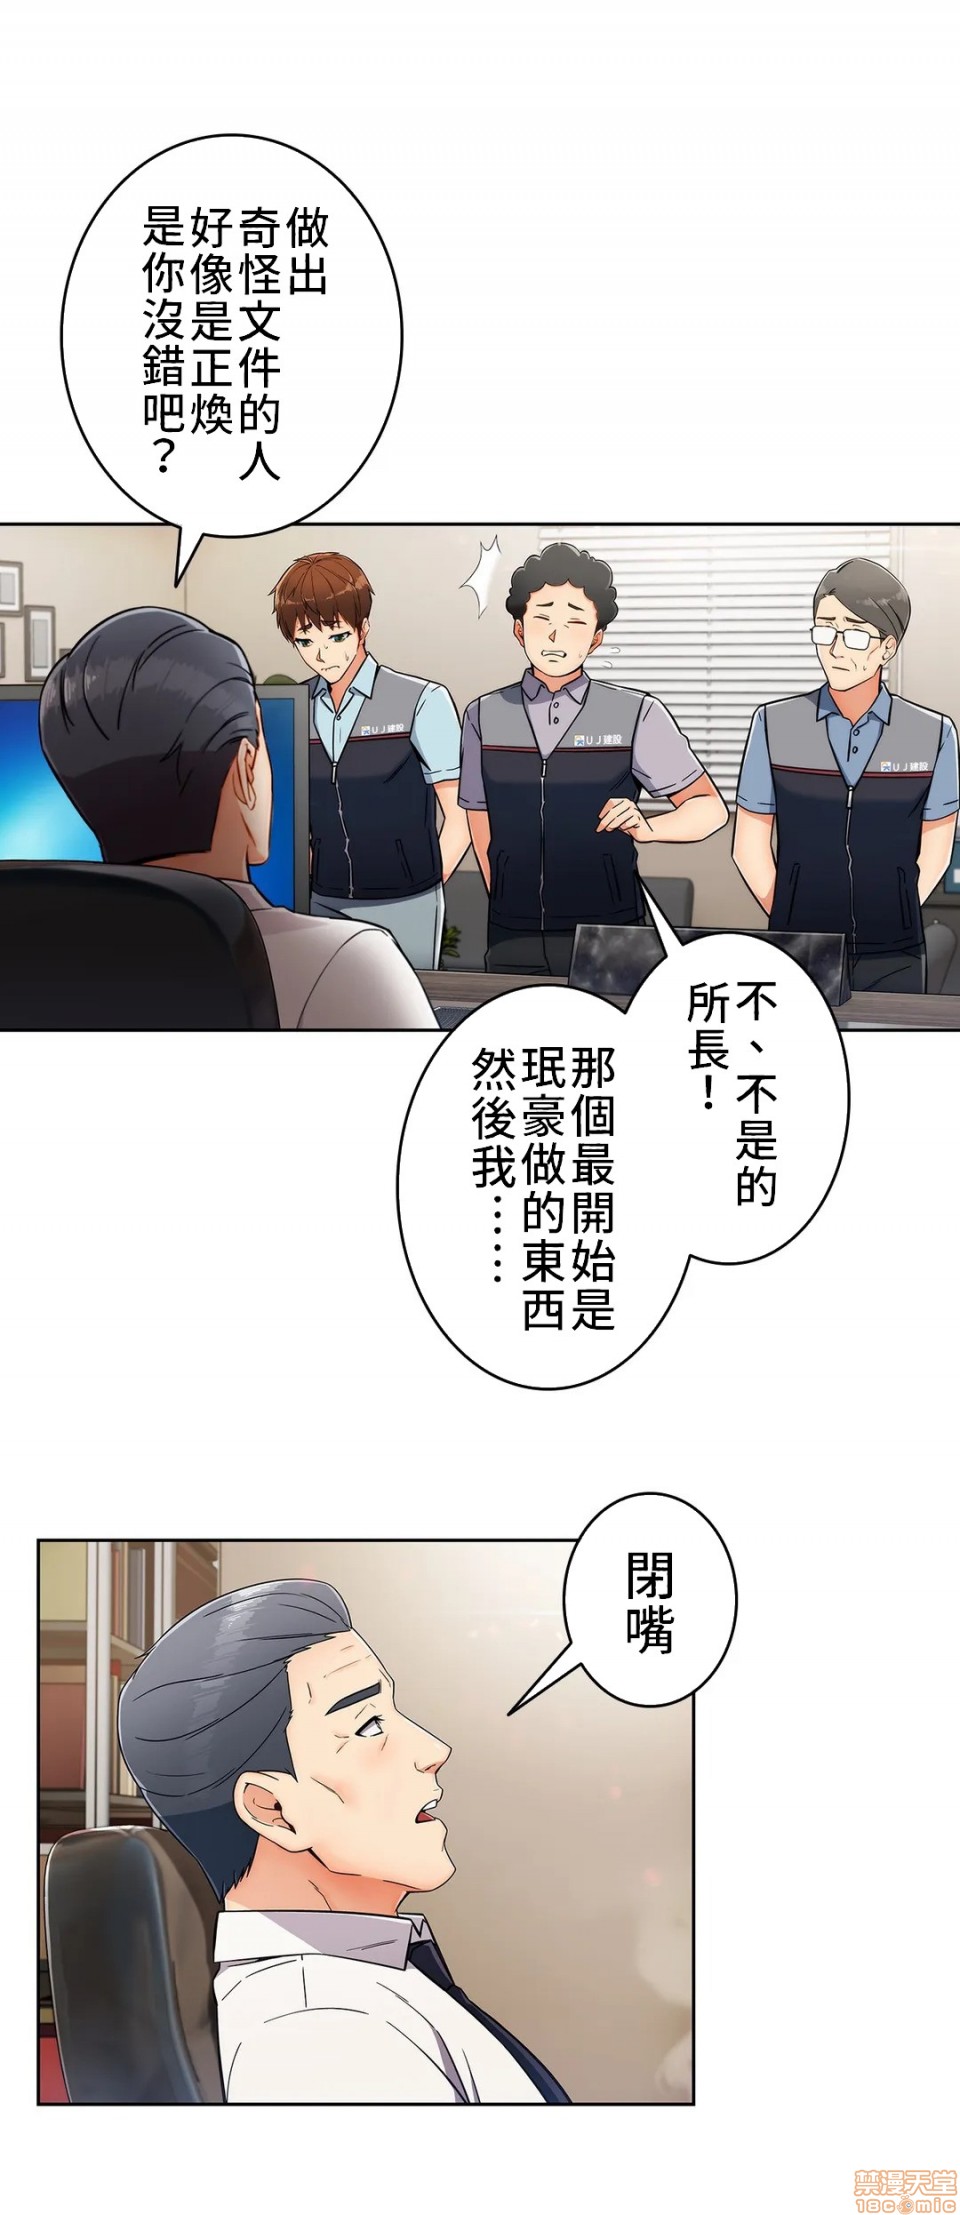 做出
奇怪文件的人
好像是正煥
是你沒錯吧？
UJ建設
UJ建設
UJ建設
不、不是的
所長！
那個最開始是
珉豪做的東西
然後我……
閉嘴
禁漫天堂
18comic